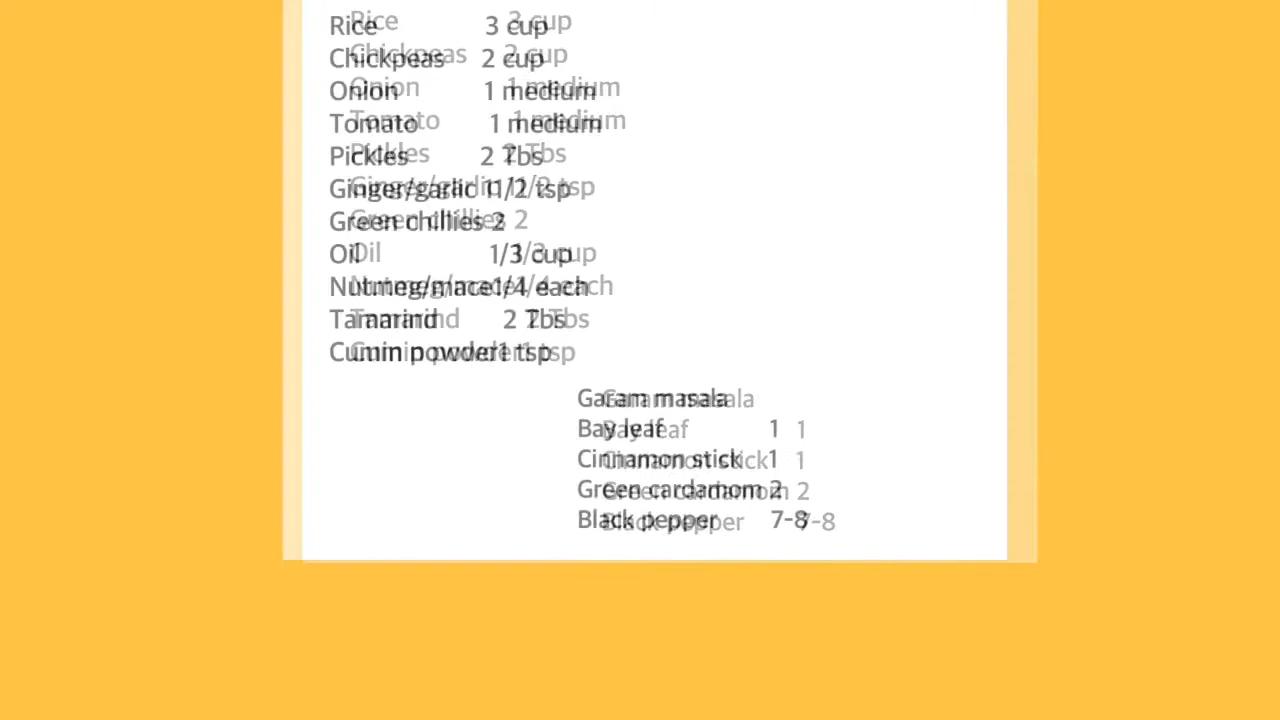 Rice 3 cup
Chickpeas 2 cup
Onion 1 medium
Tomato 1 medium
Pickles 2 Tbs
Ginger/garlic 1 1/2 tsp
Green chillies 2
Oil 1/3 cup
Nutmeg/mace 1/4 each
Tamarind 2 Tbs
Cumin powder 1 tsp
Garam masala
Bay leaf 1
Cinnamon stick 1
Green cardamom 2
Black pepper 7-8